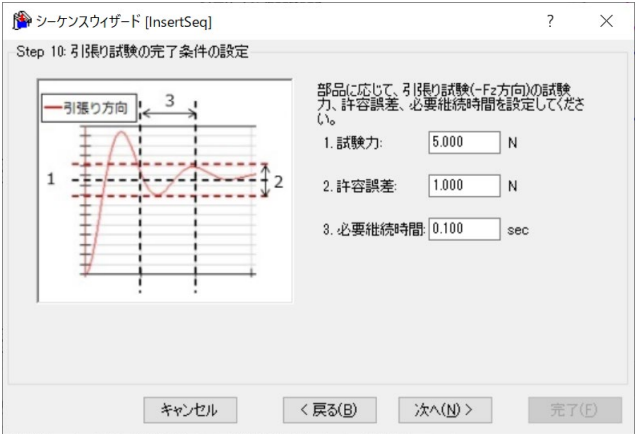 シーケンスウィザード [InsertSeq]
?
Step 10: 引張り試験の完了条件の設定
引張り方向
3
1
2
部品に応じて、引張り試験(-Fz方向)の試験
力、許容誤差、必要継続時間を設定してくださ
い。
1. 試験力: 5.000 N
2. 許容誤差: 1.000 N
3. 必要継続時間: 0.100 sec
キャンセル
< 戻る(B)
次へ(N) >
完了(F)